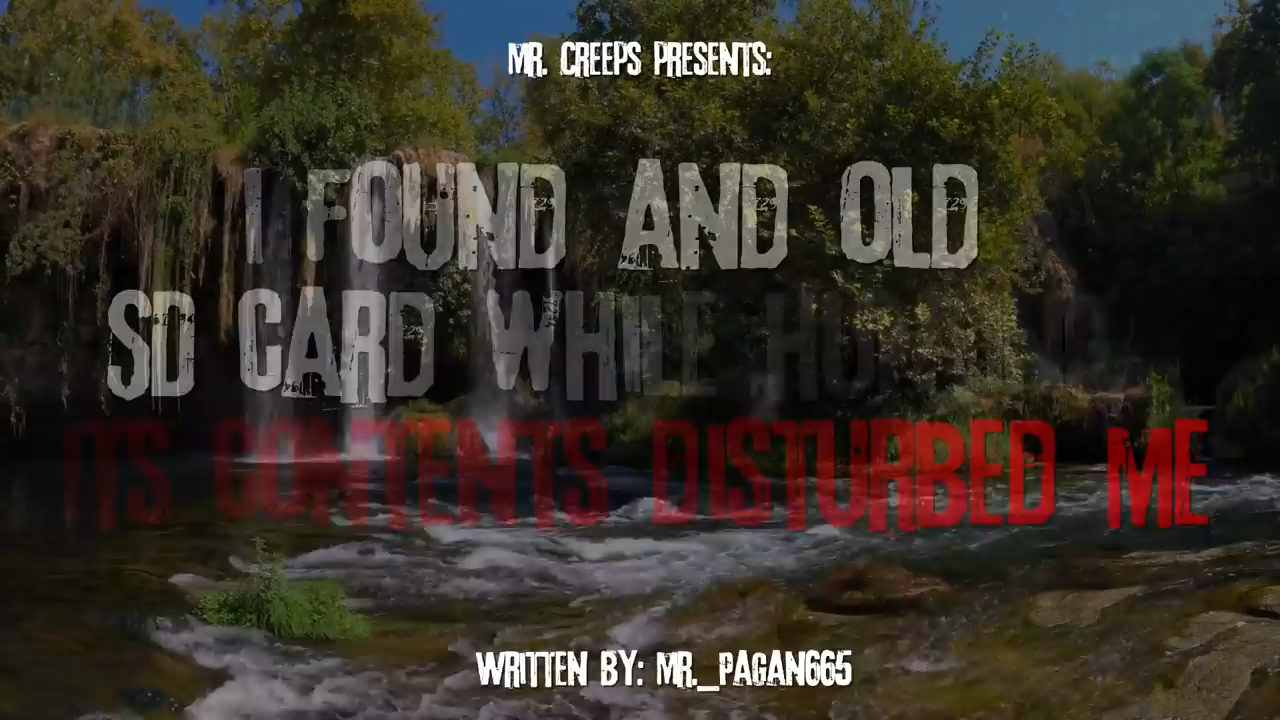 MR. CREEPS PRESENTS:
I FOUND AND OLD
SD CARD WHILE
ITS CONTENTS DISTURBED ME
WRITTEN BY: MR._PAGAN665